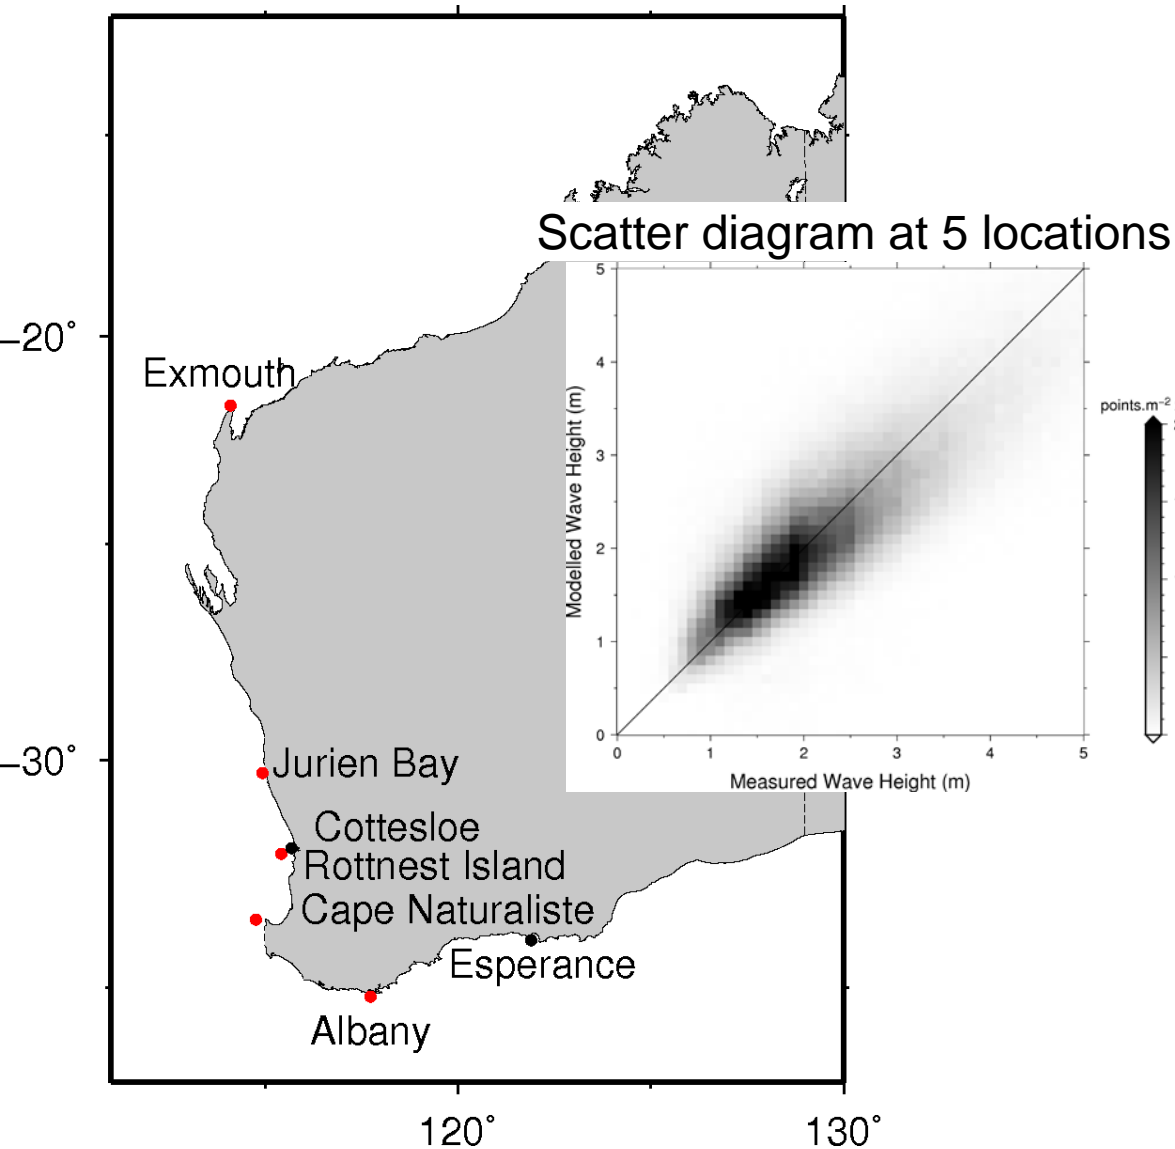 Scatter diagram at 5 locations
5
4
3
2
1
0
0 1 2 3 4 5
Modelled Wave Height (m)
Measured Wave Height (m)
points.m⁻²
−20°
−30°
120° 130°
Exmouth
Jurien Bay
Cottesloe
Rottnest Island
Cape Naturaliste
Esperance
Albany